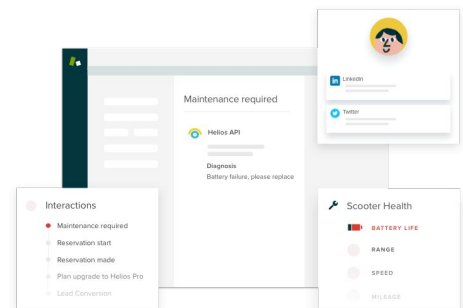 LinkedIn
Twitter
Maintenance required
Helios API
Diagnosis
Battery failure, please replace
Interactions
Maintenance required
Reservation start
Reservation made
Plan upgrade to Helios Pro
Lead Conversion
Scooter Health
BATTERY LIFE
RANGE
SPEED
MILEAGE